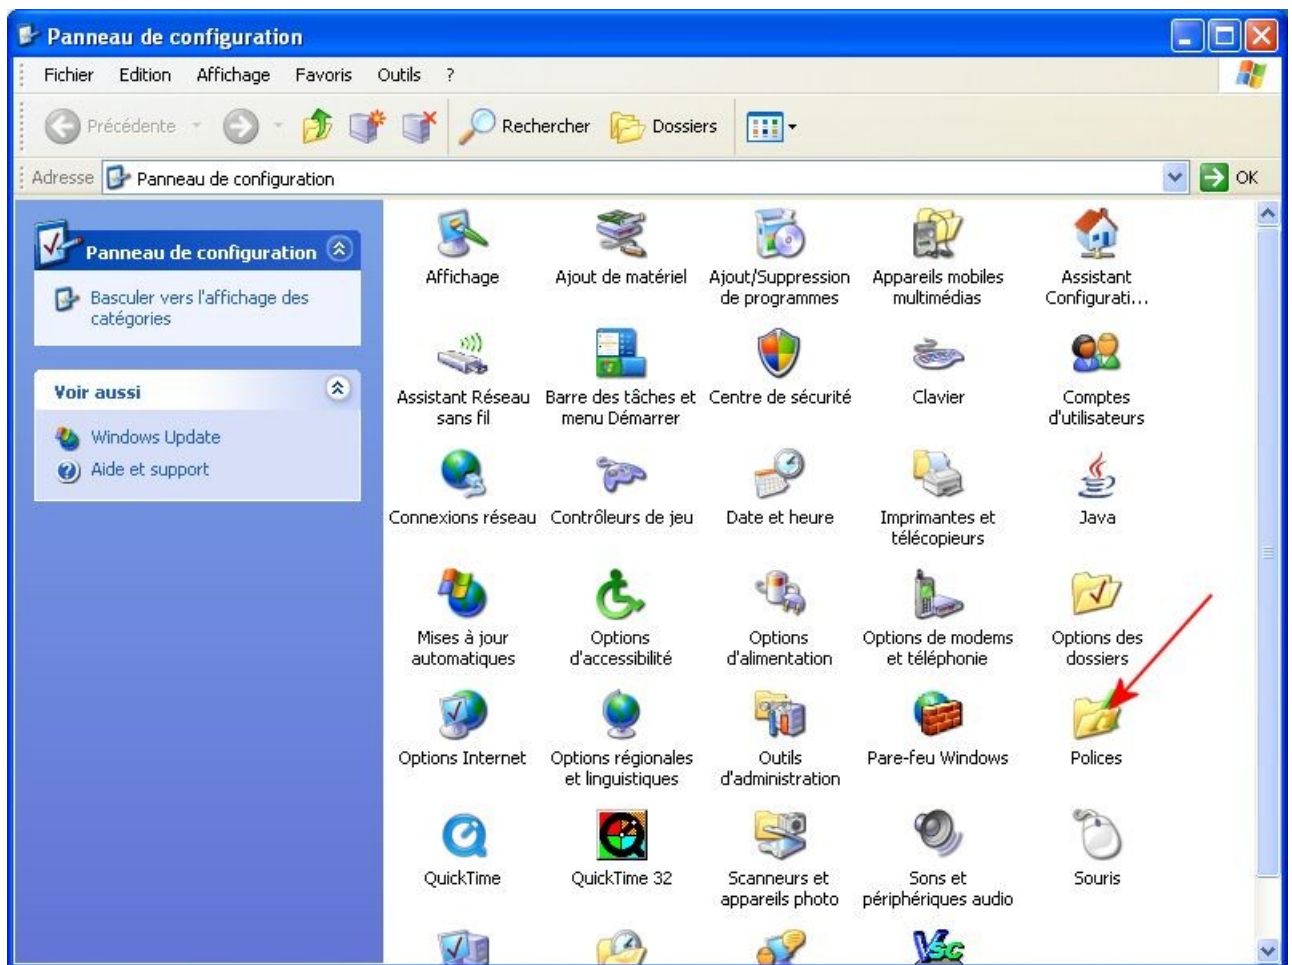 Panneau de configuration
Fichier Edition Affichage Favoris Outils ?
Précédente Rechercher Dossiers
Adresse Panneau de configuration OK
Panneau de configuration
Basculer vers l'affichage des
catégories
Voir aussi
Windows Update
Aide et support
Affichage Ajout de matériel Ajout/Suppression Appareils mobiles Assistant
de programmes multimédias Configurati...
Assistant Réseau Barre des tâches et Centre de sécurité Clavier Comptes
sans fil menu Démarrer d'utilisateurs
Connexions réseau Contrôleurs de jeu Date et heure Imprimantes et Java
télécopieurs
Mises à jour Options Options Options de modems Options des
automatiques d'accessibilité d'alimentation et téléphonie dossiers
Options Internet Options régionales Outils Pare-feu Windows Polices
et linguistiques d'administration
QuickTime QuickTime 32 Scanneurs et Sons et Souris
appareils photo périphériques audio
Vsc